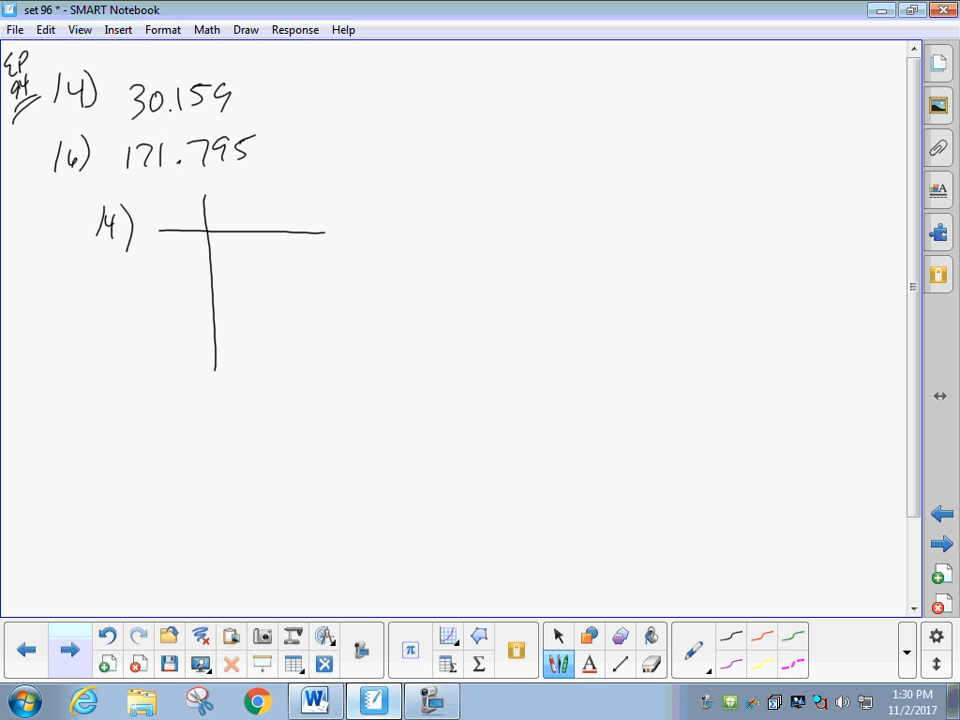 set 96 * - SMART Notebook
File Edit View Insert Format Math Draw Response Help
EP
94
14) 30.159
16) 171.795
14)
1:30 PM
11/2/2017